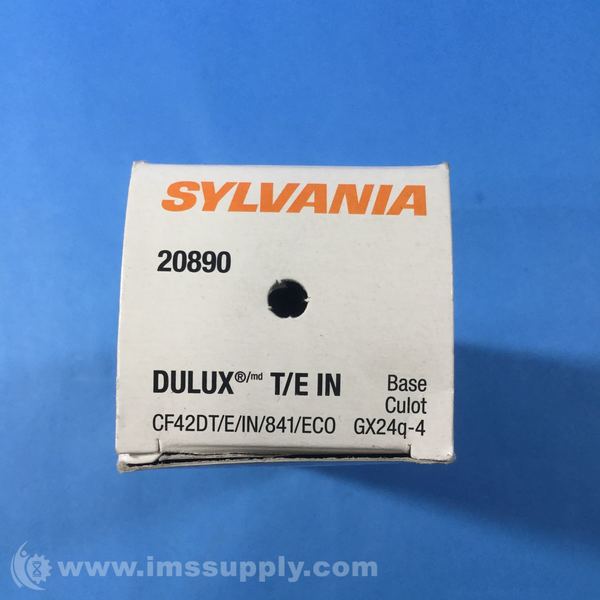 SYLVANIA
20890
DULUX®/md T/E IN
Base
Culot
CF42DT/E/IN/841/ECO GX24q-4
www.imssupply.com